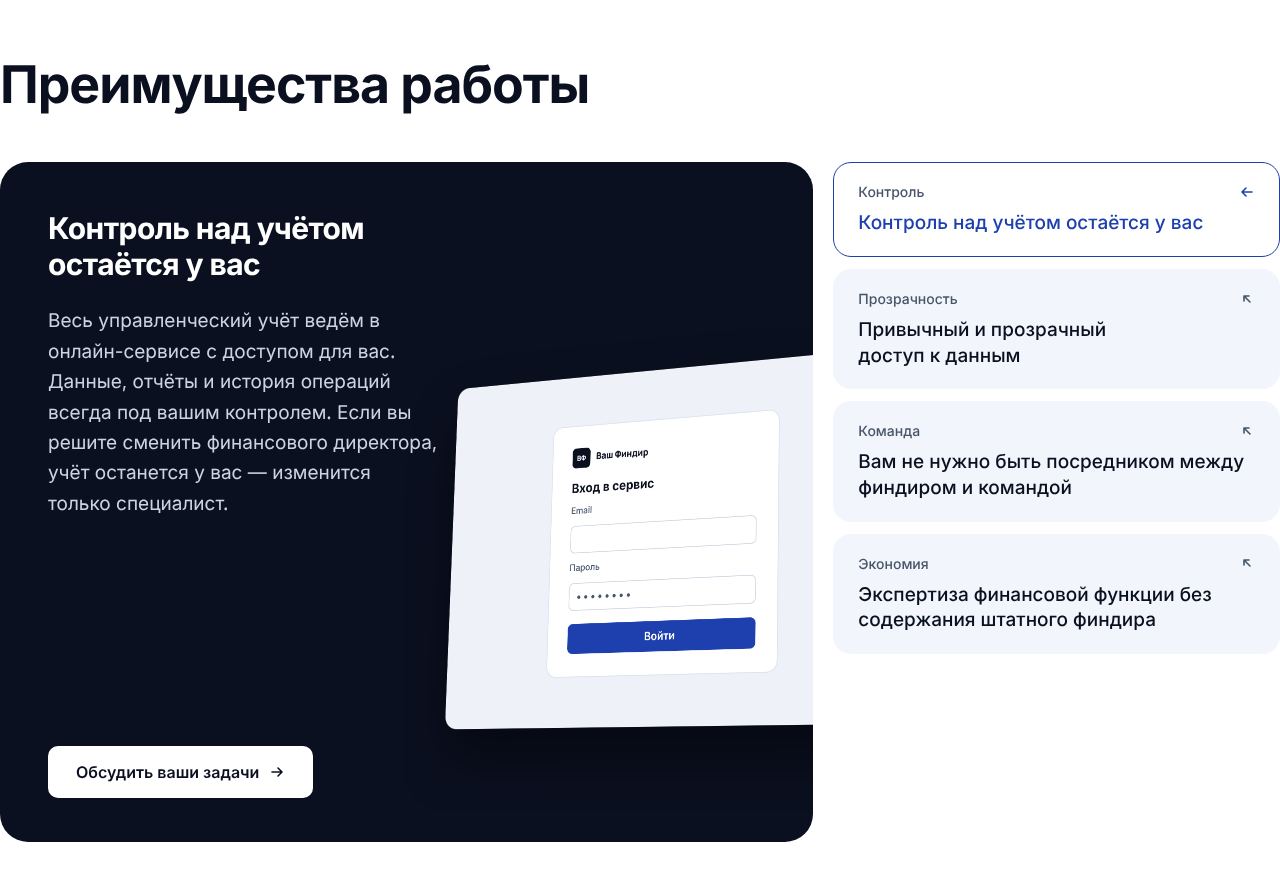 Преимущества работы
Контроль над учётом
остаётся у вас
Весь управленческий учёт ведём в
онлайн-сервисе с доступом для вас.
Данные, отчёты и история операций
всегда под вашим контролем. Если вы
решите сменить финансового директора,
учёт останется у вас — изменится
только специалист.
Обсудить ваши задачи
ВФ Ваш Финдир
Вход в сервис
Email
Пароль
Войти
Контроль
Контроль над учётом остаётся у вас
Прозрачность
Привычный и прозрачный
доступ к данным
Команда
Вам не нужно быть посредником между
финдиром и командой
Экономия
Экспертиза финансовой функции без
содержания штатного финдира